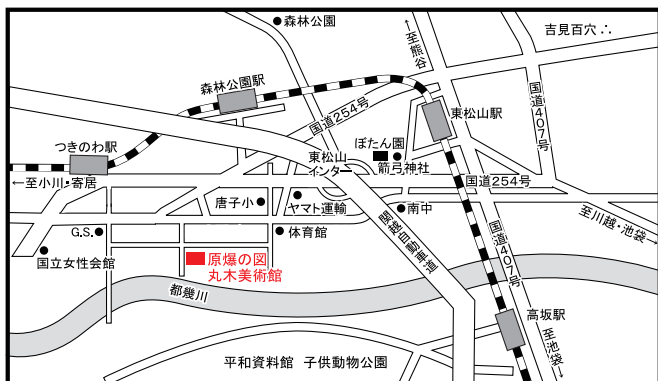 森林公園
←至熊谷
吉見百穴
森林公園駅
国道254号
国道407号
東松山駅
つきのわ駅
ぼたん園
東松山
インター
箭弓神社
←至小川・寄居
国道254号
唐子小
ヤマト運輸
南中
至川越・池袋→
G.S.
体育館
関越自動車道
国立女性会館
原爆の図
丸木美術館
国道407号
都幾川
高坂駅
至池袋→
平和資料館 子供動物公園